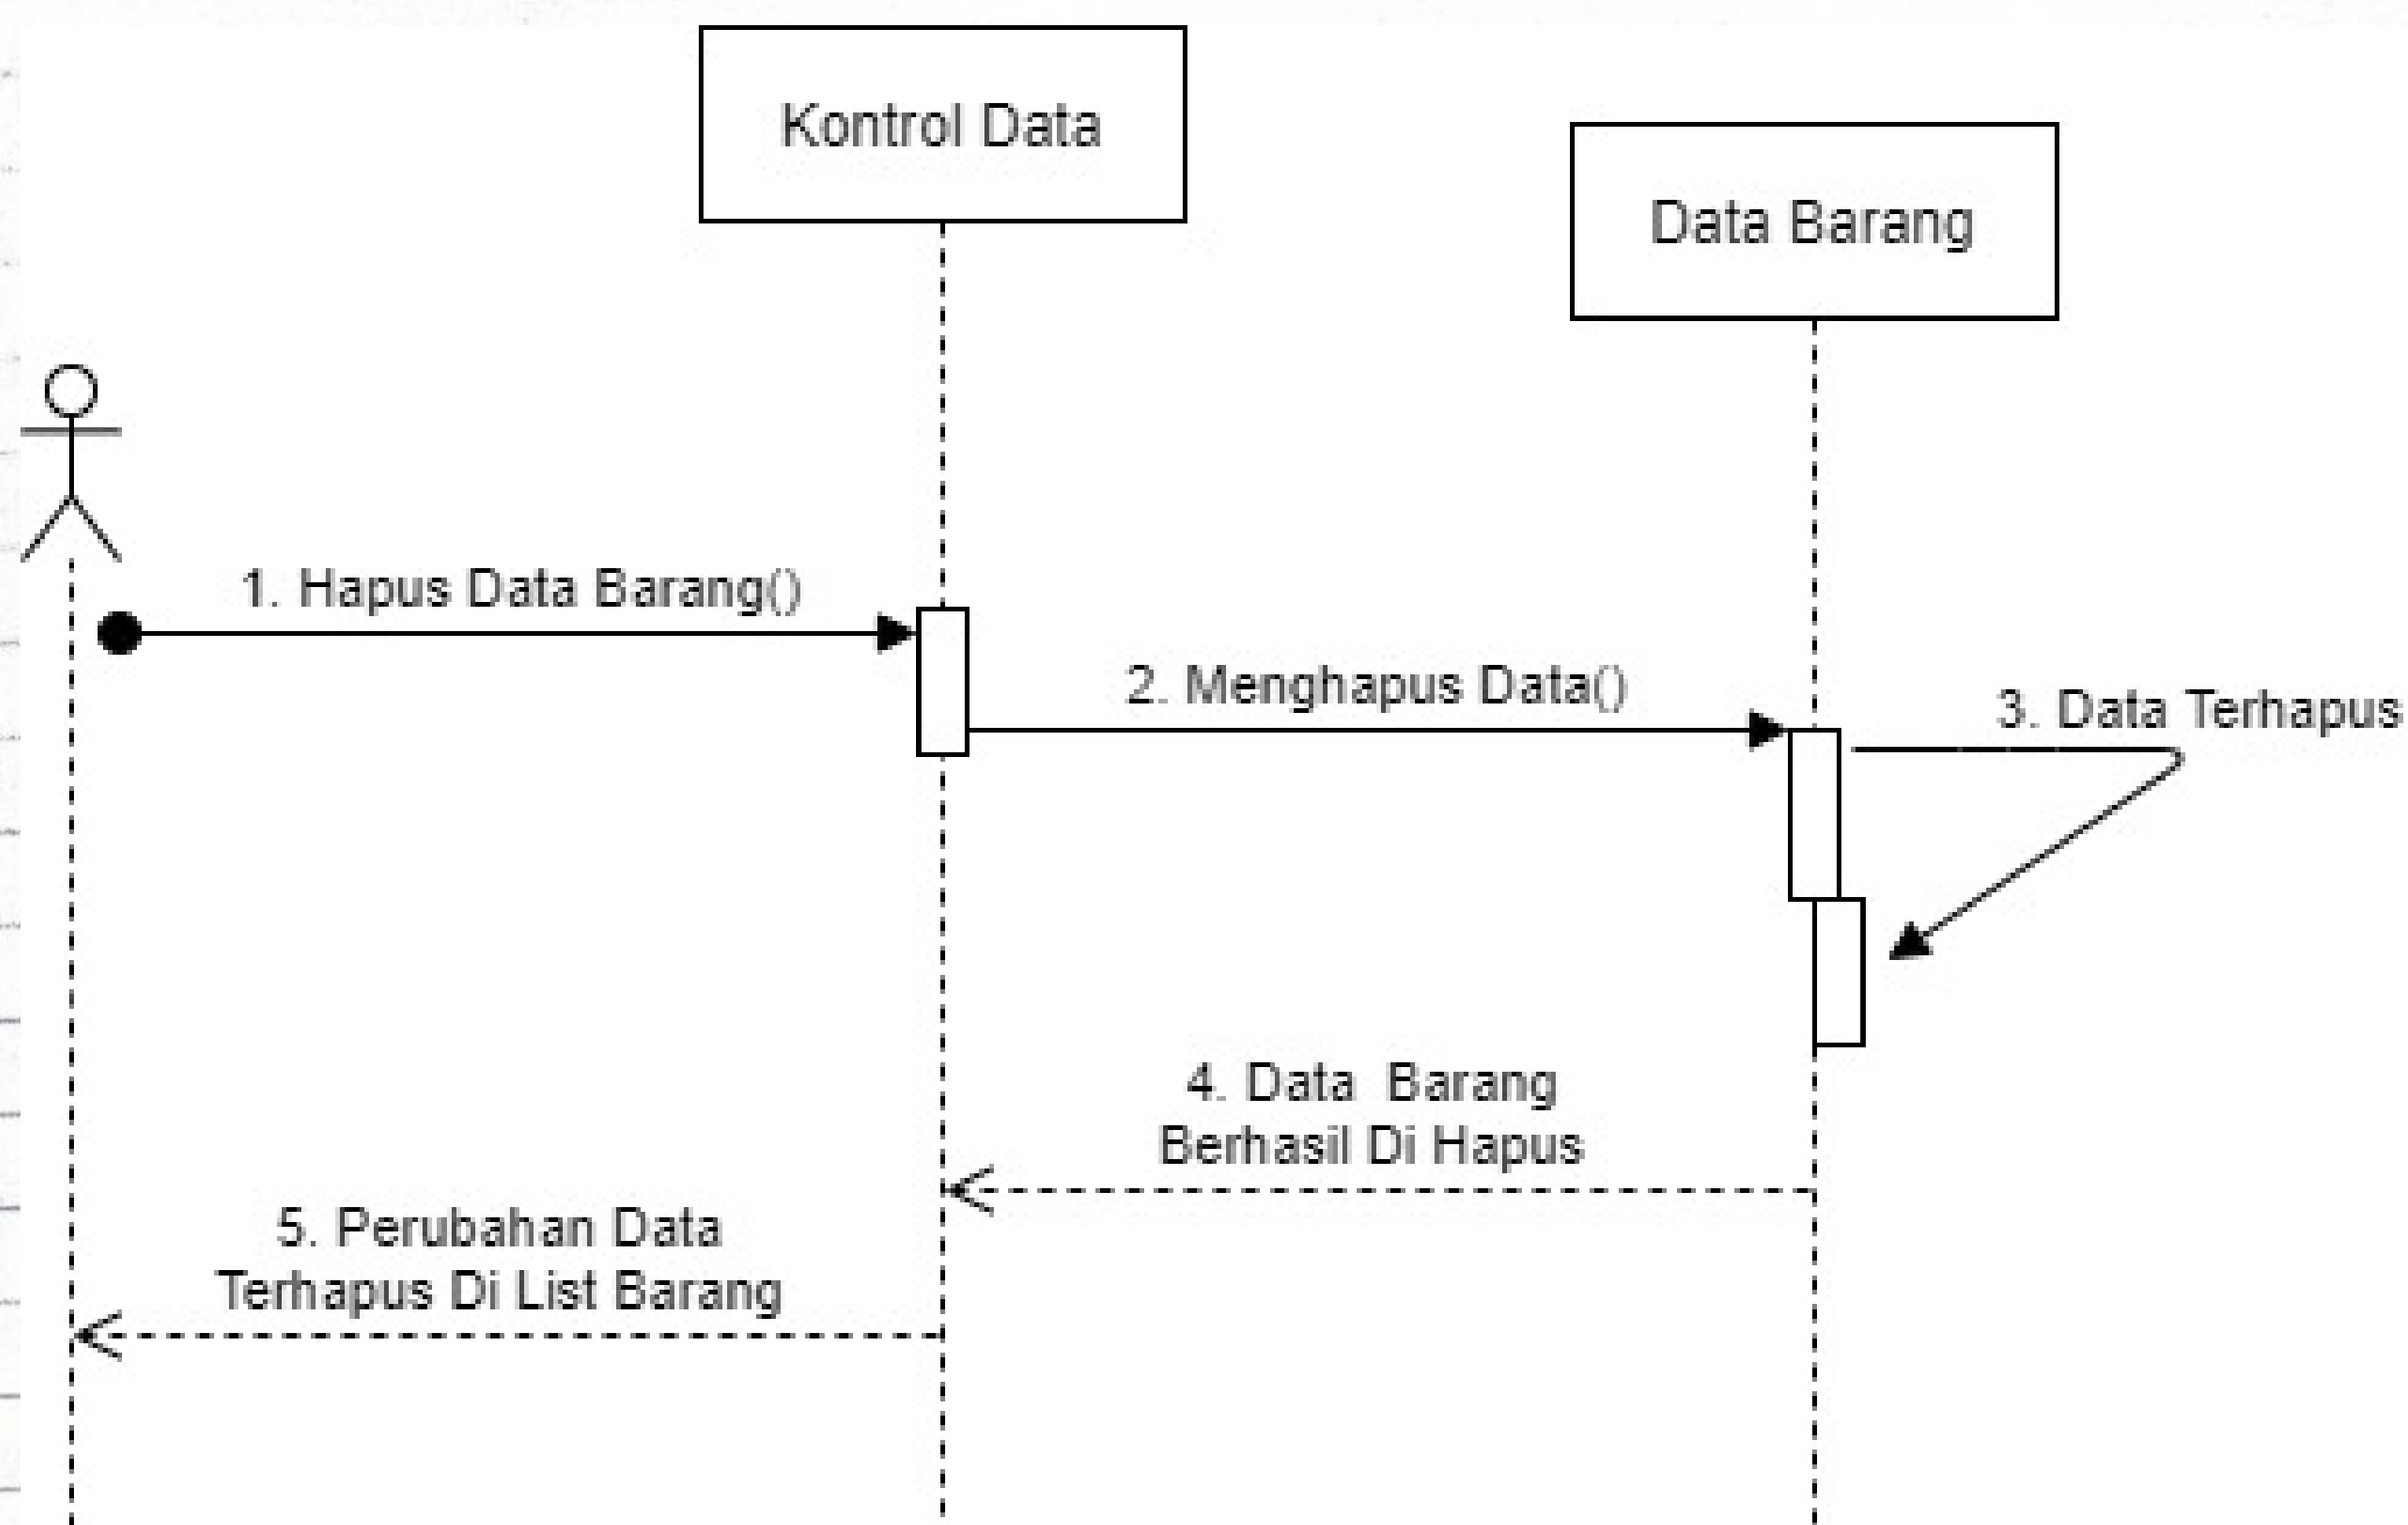 Kontrol Data
Data Barang
1. Hapus Data Barang()
2. Menghapus Data()
3. Data Terhapus
4. Data  Barang
Berhasil Di Hapus
5. Perubahan Data
Terhapus Di List Barang